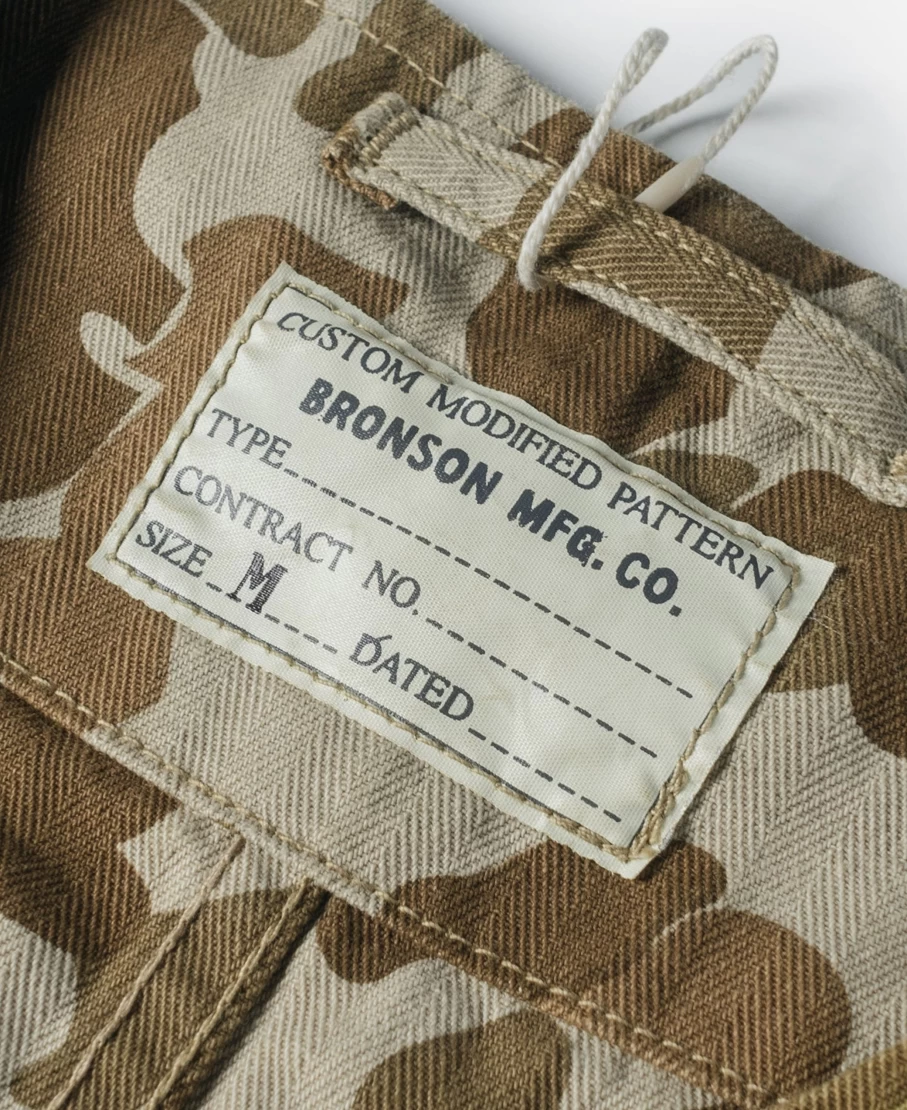 CUSTOM MODIFIED PATTERN
BRONSON MFG. CO.
TYPE
CONTRACT NO.
SIZE M DATED